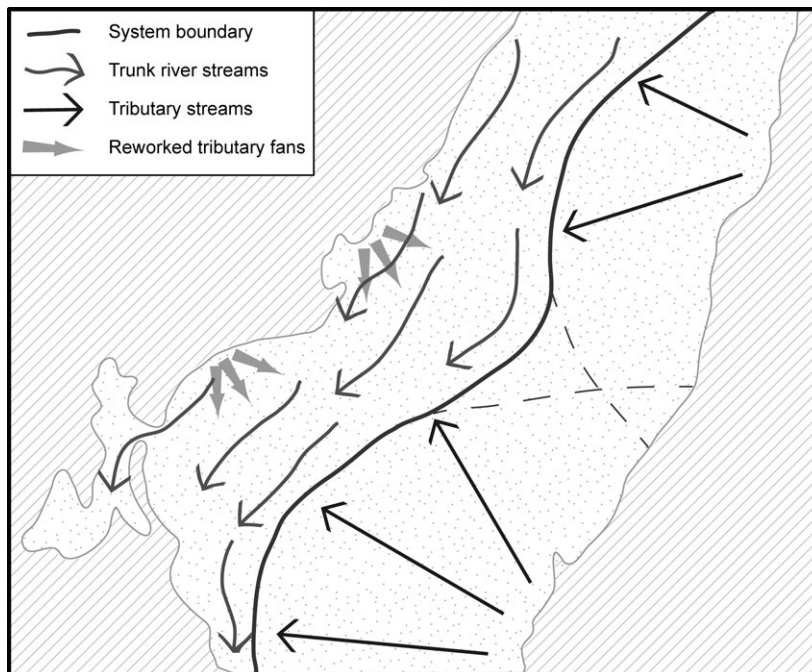 System boundary
Trunk river streams
Tributary streams
Reworked tributary fans